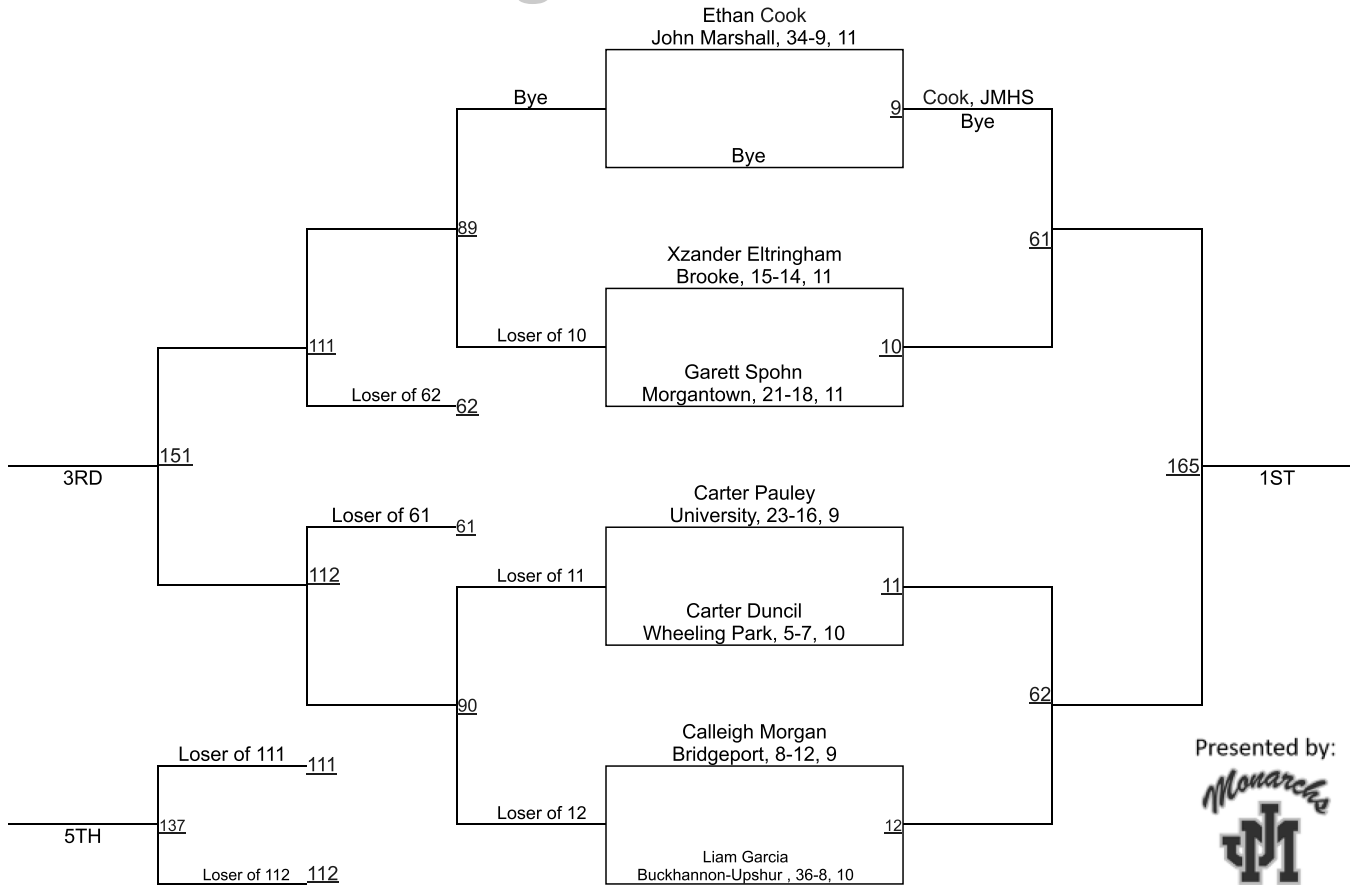 Ethan Cook
John Marshall, 34-9, 11
Bye
9
Cook, JMHS
Bye
Bye
89
61
Xzander Eltringham
Brooke, 15-14, 11
Loser of 10
10
111
Garett Spohn
Morgantown, 21-18, 11
Loser of 62
62
151
3RD
165
1ST
Carter Pauley
University, 23-16, 9
Loser of 61
61
112
Loser of 11
11
Carter Duncil
Wheeling Park, 5-7, 10
90
62
Calleigh Morgan
Bridgeport, 8-12, 9
Loser of 111
111
Loser of 12
12
137
5TH
Liam Garcia
Buckhannon-Upshur , 36-8, 10
Loser of 112
112
Presented by:
Monarchs
JM